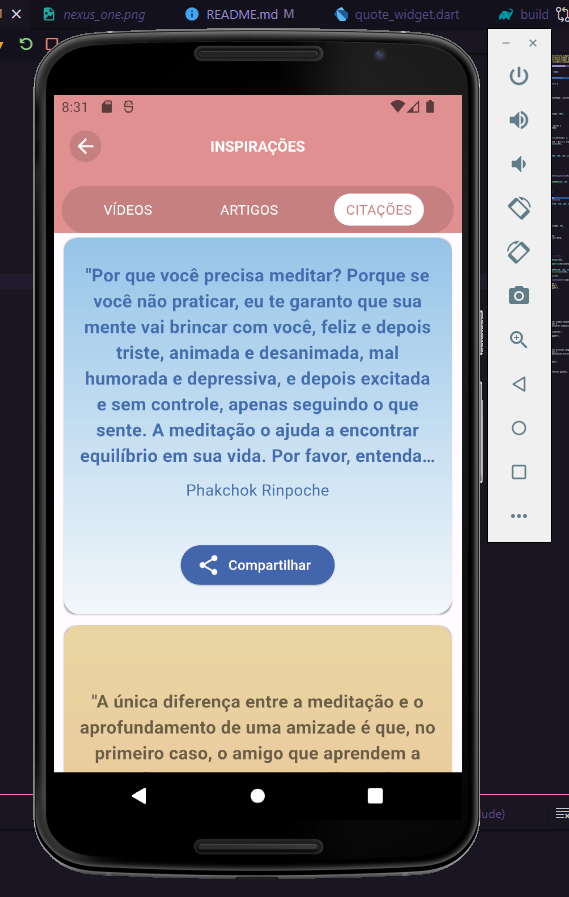 nexus_one.png
README.md M
quote_widget.dart
build
8:31
INSPIRAÇÕES
VÍDEOS
ARTIGOS
CITAÇÕES
"Por que você precisa meditar? Porque se
você não praticar, eu te garanto que sua
mente vai brincar com você, feliz e depois
triste, animada e desanimada, mal
humorada e depressiva, e depois excitada
e sem controle, apenas seguindo o que
sente. A meditação o ajuda a encontrar
equilíbrio em sua vida. Por favor, entenda...
Phakchok Rinpoche
Compartilhar
"A única diferença entre a meditação e o
aprofundamento de uma amizade é que, no
primeiro caso, o amigo que aprendem a
lude)